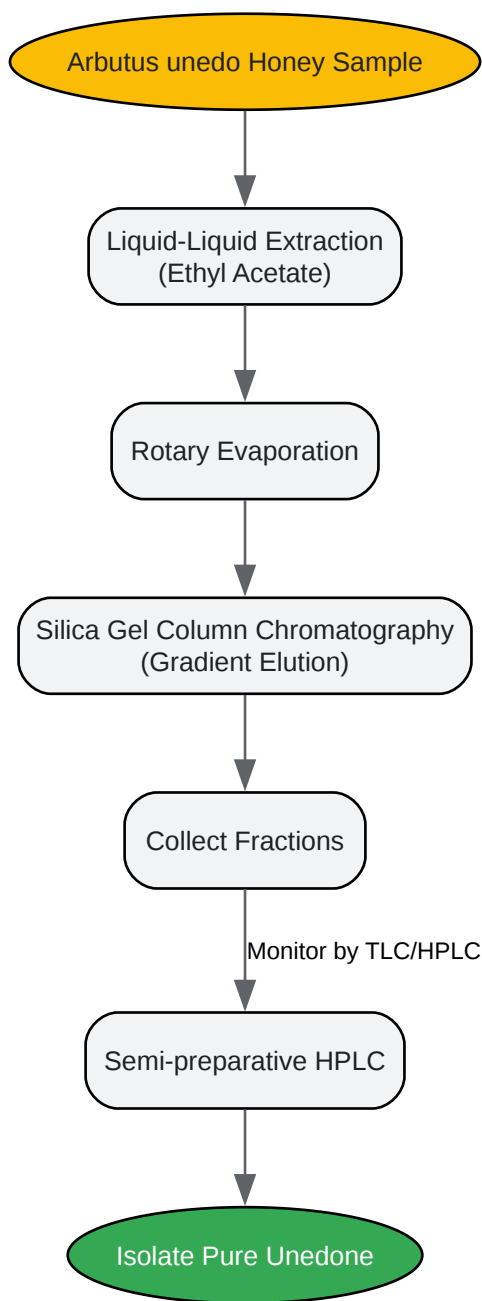 Arbutus unedo Honey Sample
Liquid-Liquid Extraction
(Ethyl Acetate)
Rotary Evaporation
Silica Gel Column Chromatography
(Gradient Elution)
Collect Fractions
Monitor by TLC/HPLC
Semi-preparative HPLC
Isolate Pure Unedone